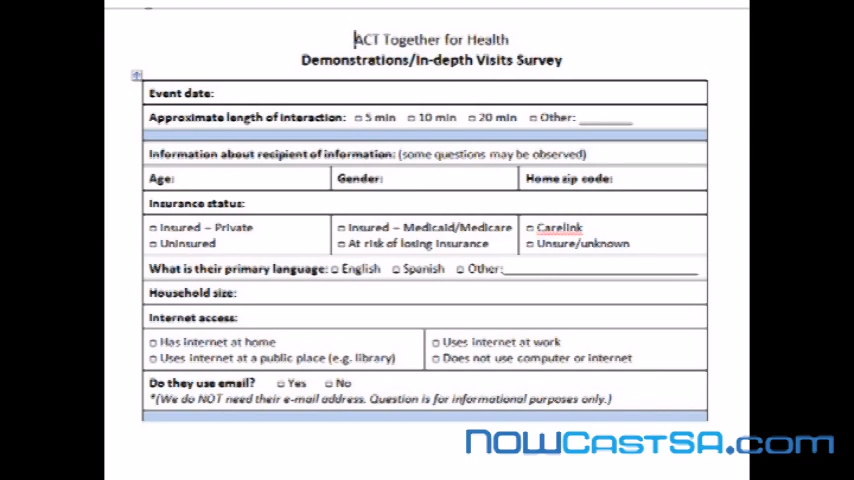 ACT Together for Health
Demonstrations/In-depth Visits Survey
Event date:
Approximate length of interaction: □ 5 min □ 10 min □ 20 min □ Other: ________
Information about recipient of information: (some questions may be observed)
Age: Gender: Home zip code:
Insurance status:
□ Insured – Private □ Insured – Medicaid/Medicare □ Carelink
□ Uninsured □ At risk of losing insurance □ Unsure/unknown
What is their primary language: □ English □ Spanish □ Other:____________________________
Household size:
Internet access:
□ Has internet at home □ Uses internet at work
□ Uses internet at a public place (e.g. library) □ Does not use computer or internet
Do they use email? □ Yes □ No
*(We do NOT need their e-mail address. Question is for informational purposes only.)
NOWCASTSA.com